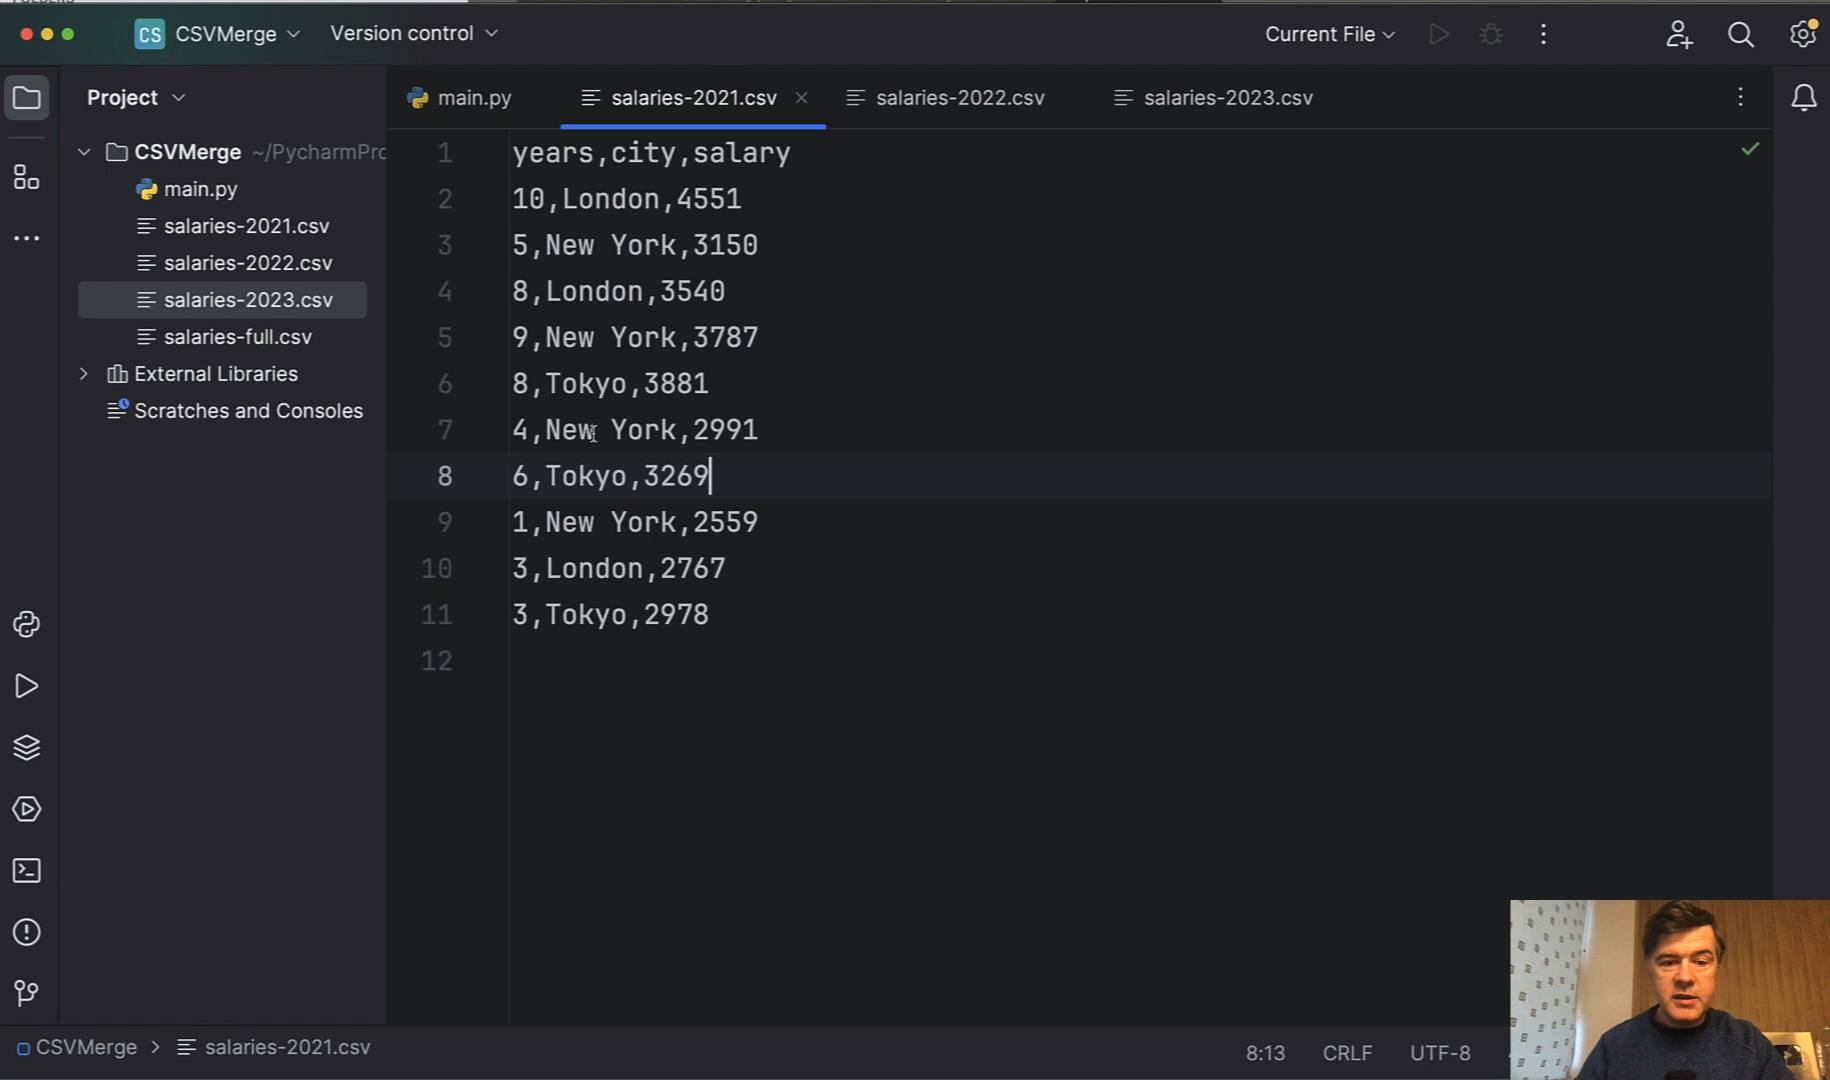 CS CSVMerge Version control Current File
Project
main.py salaries-2021.csv salaries-2022.csv salaries-2023.csv
CSVMerge ~/PycharmPro
main.py
salaries-2021.csv
salaries-2022.csv
salaries-2023.csv
salaries-full.csv
External Libraries
Scratches and Consoles
1 years,city,salary
2 10,London,4551
3 5,New York,3150
4 8,London,3540
5 9,New York,3787
6 8,Tokyo,3881
7 4,New York,2991
8 6,Tokyo,3269
9 1,New York,2559
10 3,London,2767
11 3,Tokyo,2978
12
CSVMerge > salaries-2021.csv
8:13 CRLF UTF-8